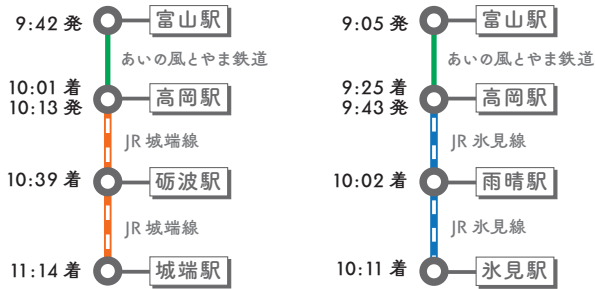 9:42 発 富山駅
あいの風とやま鉄道
10:01 着
10:13 発
高岡駅
JR 城端線
10:39 着 砺波駅
JR 城端線
11:14 着 城端駅
9:05 発 富山駅
あいの風とやま鉄道
9:25 着
9:43 発
高岡駅
JR 氷見線
10:02 着 雨晴駅
JR 氷見線
10:11 着 氷見駅